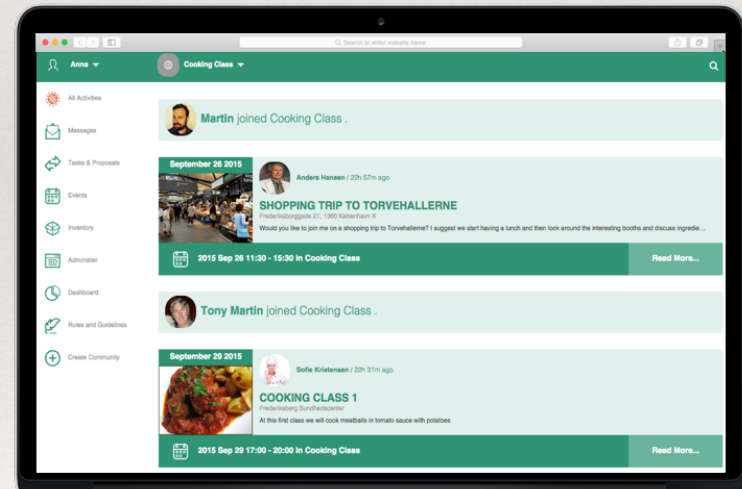 Search or enter website name
Anna
Cooking Class
All Activities
Messages
Tasks & Proposals
Events
Inventory
Administer
Dashboard
Rules and Guidelines
Create Community
Martin joined Cooking Class .
September 26 2015
Anders Hansen / 22h 57m ago
SHOPPING TRIP TO TORVEHALLERNE
Frederiksborggade 21, 1360 København K
Would you like to join me on a shopping trip to Torvehallerne? I suggest we start having a lunch and then look around the interesting booths and discuss ingredie...
2015 Sep 26 11:30 - 15:30 in Cooking Class
Read More...
Tony Martin joined Cooking Class .
September 29 2015
Sofie Kristensen / 22h 31m ago
COOKING CLASS 1
Frederiksberg Sundhedscenter
At this first class we will cook meatballs in tomato sauce with potatoes
2015 Sep 29 17:00 - 20:00 in Cooking Class
Read More...